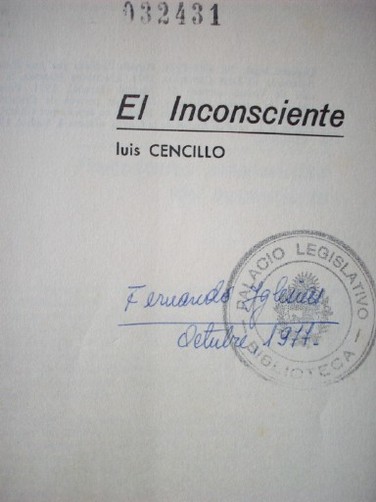 032431
El Inconsciente
luis CENCILLO
PALACIO LEGISLATIVO
Fernando Iglesias
Octubre 1977.
BIBLIOTECA